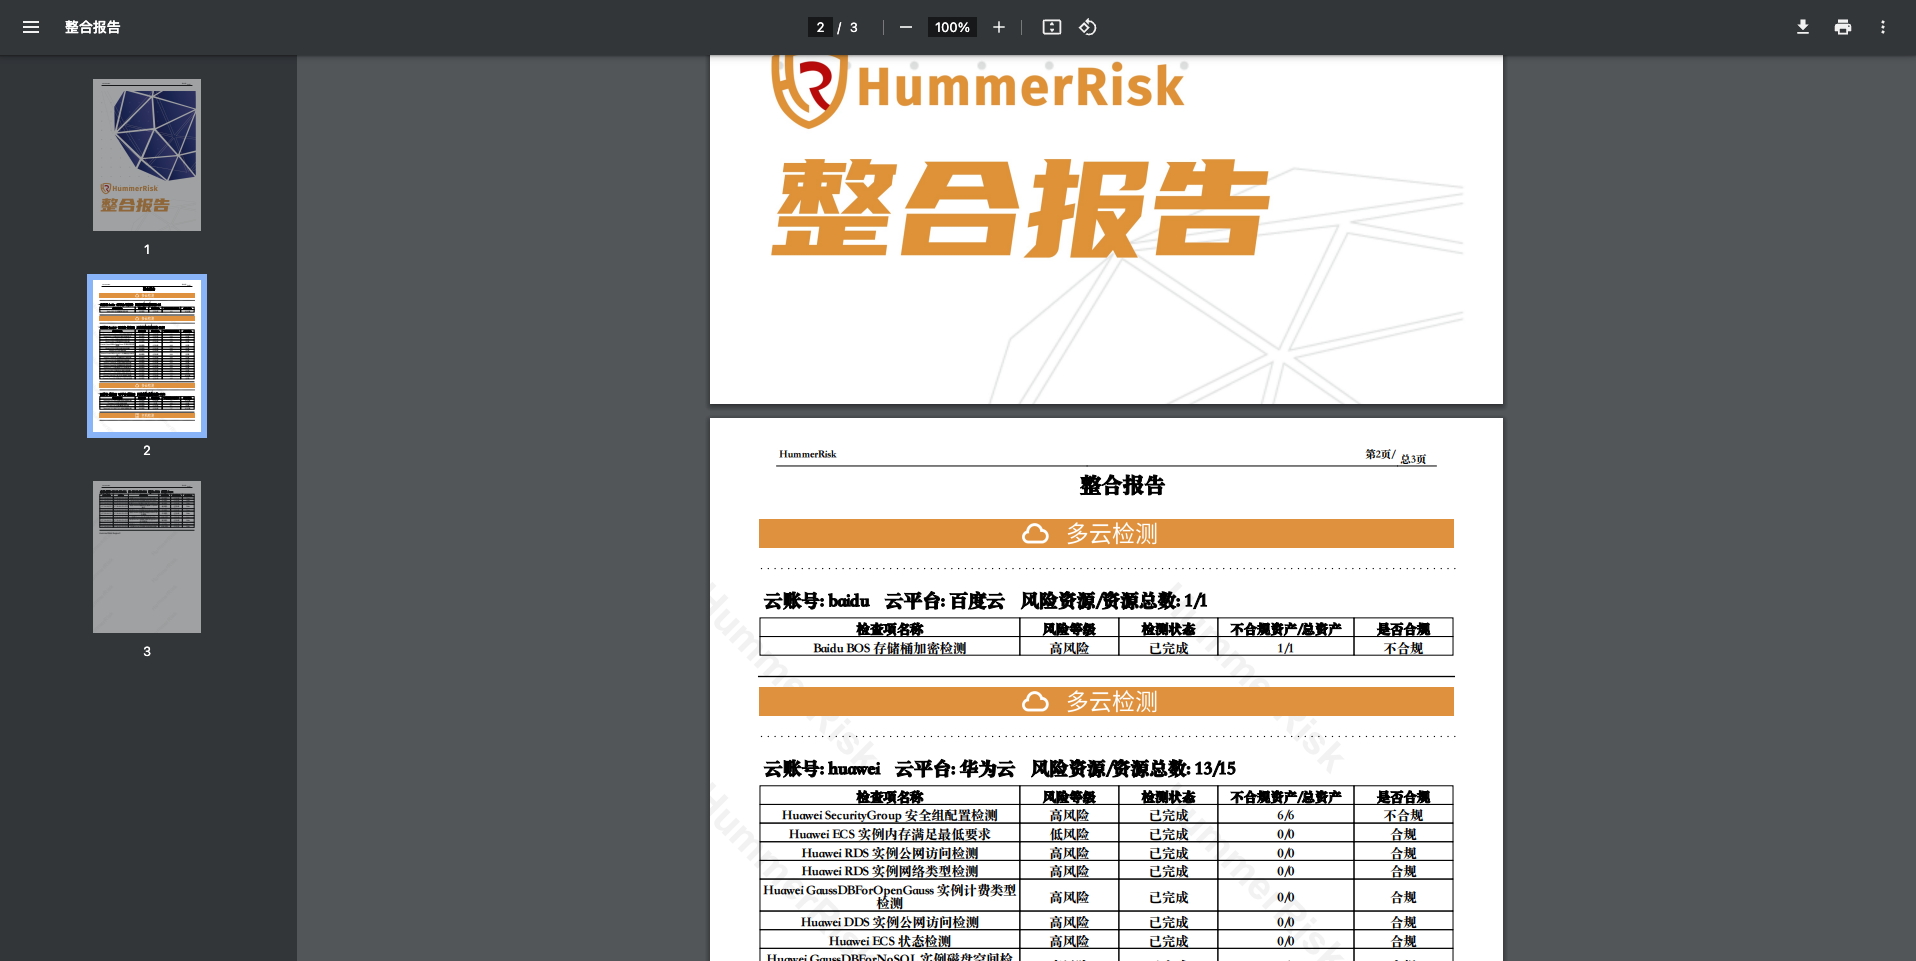 整合报告
2 / 3
100%
HummerRisk
整合报告
1
2
3
HummerRisk
整合报告
HummerRisk
第2页/ 总3页
整合报告
多云检测
云账号: baidu 云平台: 百度云 风险资源/资源总数: 1/1
检查项名称 风险等级 检测状态 不合规资产/总资产 是否合规
Baidu BOS 存储桶加密检测 高风险 已完成 1/1 不合规
多云检测
云账号: huawei 云平台: 华为云 风险资源/资源总数: 13/15
检查项名称 风险等级 检测状态 不合规资产/总资产 是否合规
Huawei SecurityGroup 安全组配置检测 高风险 已完成 6/6 不合规
Huawei ECS 实例内存满足最低要求 低风险 已完成 0/0 合规
Huawei RDS 实例公网访问检测 高风险 已完成 0/0 合规
Huawei RDS 实例网络类型检测 高风险 已完成 0/0 合规
Huawei GaussDBForOpenGauss 实例计费类型
检测 高风险 已完成 0/0 合规
Huawei DDS 实例公网访问检测 高风险 已完成 0/0 合规
Huawei ECS 状态检测 高风险 已完成 0/0 合规
Huawei GaussDBForNoSQL 实例磁盘空间检
HummerRisk
HummerRisk